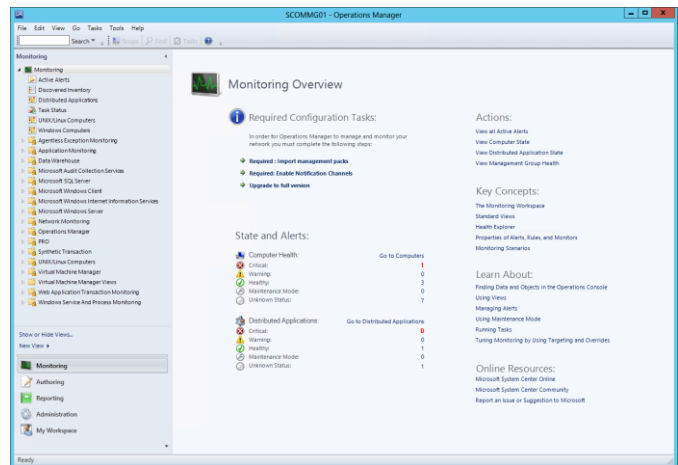 SCOMMG01 - Operations Manager
File Edit View Go Tasks Tools Help
Search Scope Find Tasks
Monitoring
Monitoring
Active Alerts
Discovered Inventory
Distributed Applications
Task Status
UNIX/Linux Computers
Windows Computers
Agentless Exception Monitoring
Application Monitoring
Data Warehouse
Microsoft Audit Collection Services
Microsoft SQL Server
Microsoft Windows Client
Microsoft Windows Internet Information Services
Microsoft Windows Server
Network Monitoring
Operations Manager
PRO
Synthetic Transaction
UNIX/Linux Computers
Virtual Machine Manager
Virtual Machine Manager Views
Web Application Transaction Monitoring
Windows Service And Process Monitoring
Show or Hide Views...
New View
Monitoring
Authoring
Reporting
Administration
My Workspace
Monitoring Overview
Required Configuration Tasks:
In order for Operations Manager to manage and monitor your
network you must complete the following steps:
Required : Import management packs
Required: Enable Notification Channels
Upgrade to full version
State and Alerts:
Computer Health: Go to Computers
Critical: 1
Warning: 0
Healthy: 3
Maintenance Mode: 0
Unknown Status: 7
Distributed Applications: Go to Distributed Applications
Critical: 0
Warning: 0
Healthy: 1
Maintenance Mode: 0
Unknown Status: 1
Actions:
View all Active Alerts
View Computer State
View Distributed Application State
View Management Group Health
Key Concepts:
The Monitoring Workspace
Standard Views
Health Explorer
Properties of Alerts, Rules, and Monitors
Monitoring Scenarios
Learn About:
Finding Data and Objects in the Operations Console
Using Views
Managing Alerts
Using Maintenance Mode
Running Tasks
Tuning Monitoring by Using Targeting and Overrides
Online Resources:
Microsoft System Center Online
Microsoft System Center Community
Report an Issue or Suggestion to Microsoft
Ready